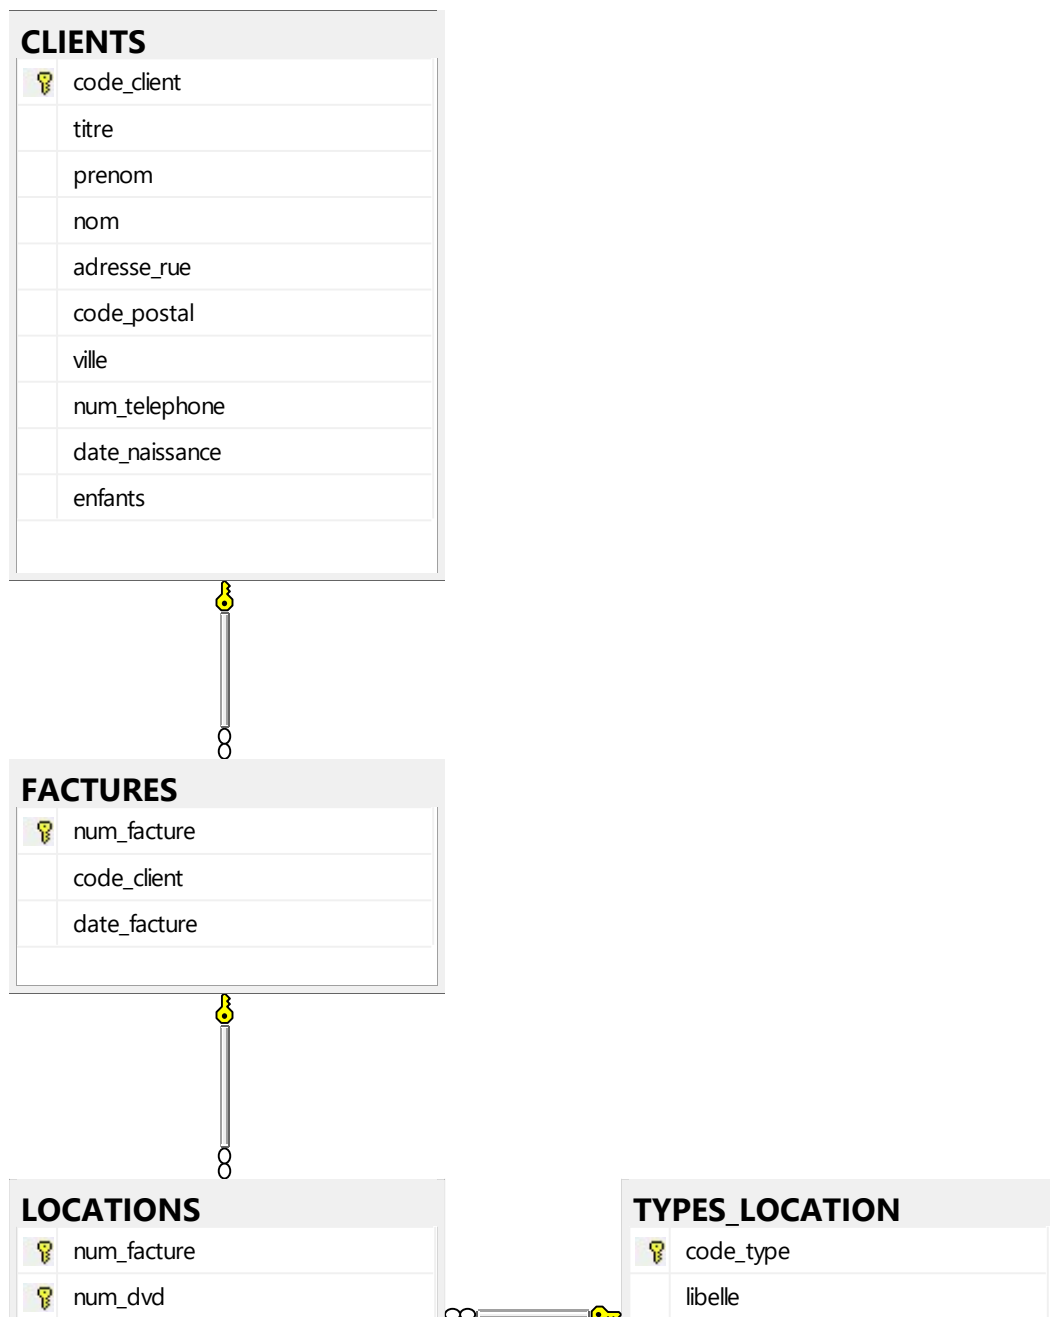 CLIENTS
code_client
titre
prenom
nom
adresse_rue
code_postal
ville
num_telephone
date_naissance
enfants
FACTURES
num_facture
code_client
date_facture
LOCATIONS
num_facture
num_dvd
TYPES_LOCATION
code_type
libelle